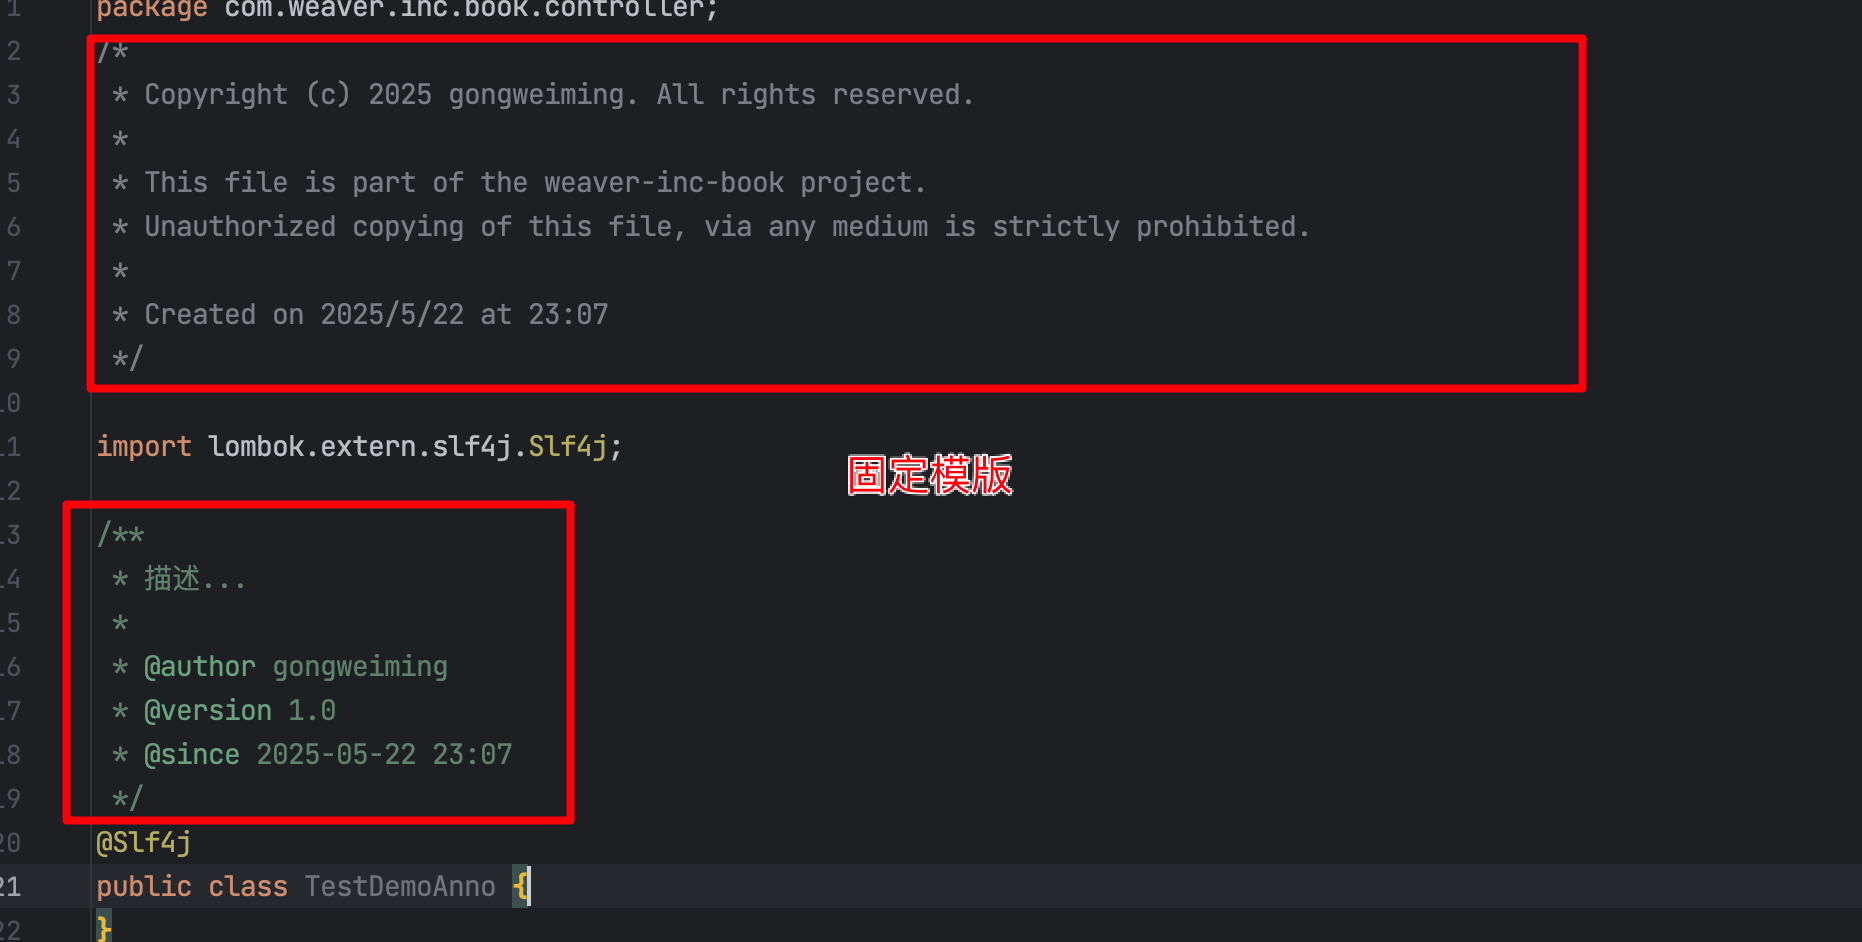 1 package com.weaver.inc.book.controller;
2 /*
3 * Copyright (c) 2025 gongweiming. All rights reserved.
4 *
5 * This file is part of the weaver-inc-book project.
6 * Unauthorized copying of this file, via any medium is strictly prohibited.
7 *
8 * Created on 2025/5/22 at 23:07
9 */
10
11 import lombok.extern.slf4j.Slf4j;
固定模版
12
13 /**
14 * 描述...
15 *
16 * @author gongweiming
17 * @version 1.0
18 * @since 2025-05-22 23:07
19 */
20 @Slf4j
21 public class TestDemoAnno {
22 }